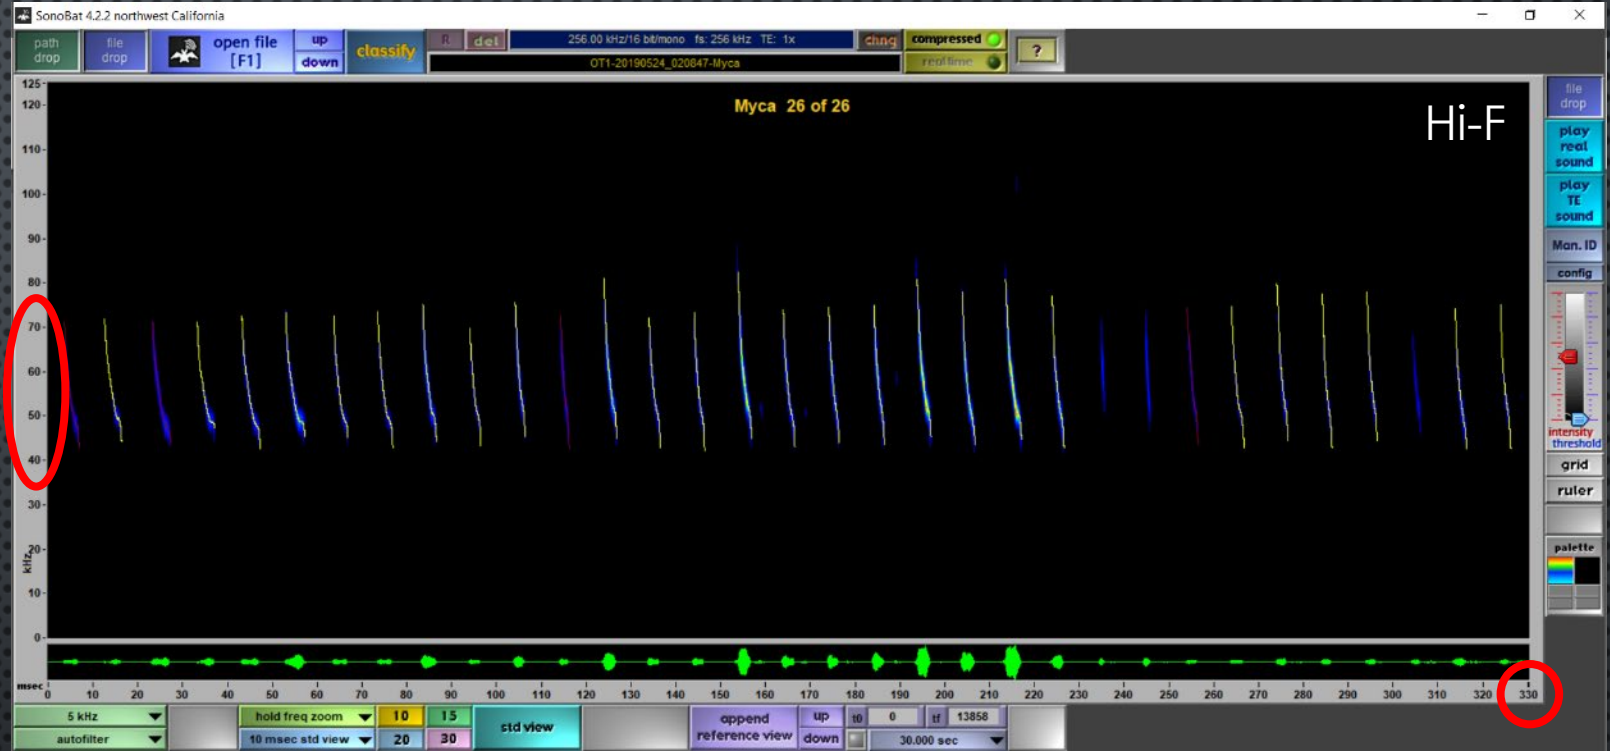 SonoBat 4.2.2 northwest California
path drop
file drop
open file [F1]
up
down
classify
R
del
256.00 kHz/16 bit/mono fs: 256 kHz TE: 1x
OT1-20190524_020847-Myca
chng
compressed
realtime
?
Myca 26 of 26
Hi-F
125
120
110
100
90
80
70
60
50
40
30
20
10
0
kHz
file drop
play real sound
play TE sound
Man. ID
config
intensity
threshold
grid
ruler
palette
msec 0 10 20 30 40 50 60 70 80 90 100 110 120 130 140 150 160 170 180 190 200 210 220 230 240 250 260 270 280 290 300 310 320 330
5 kHz
autofilter
hold freq zoom
10 msec std view
10
15
20
30
std view
append reference view
up
down
t0 0 tf 13858
30.000 sec